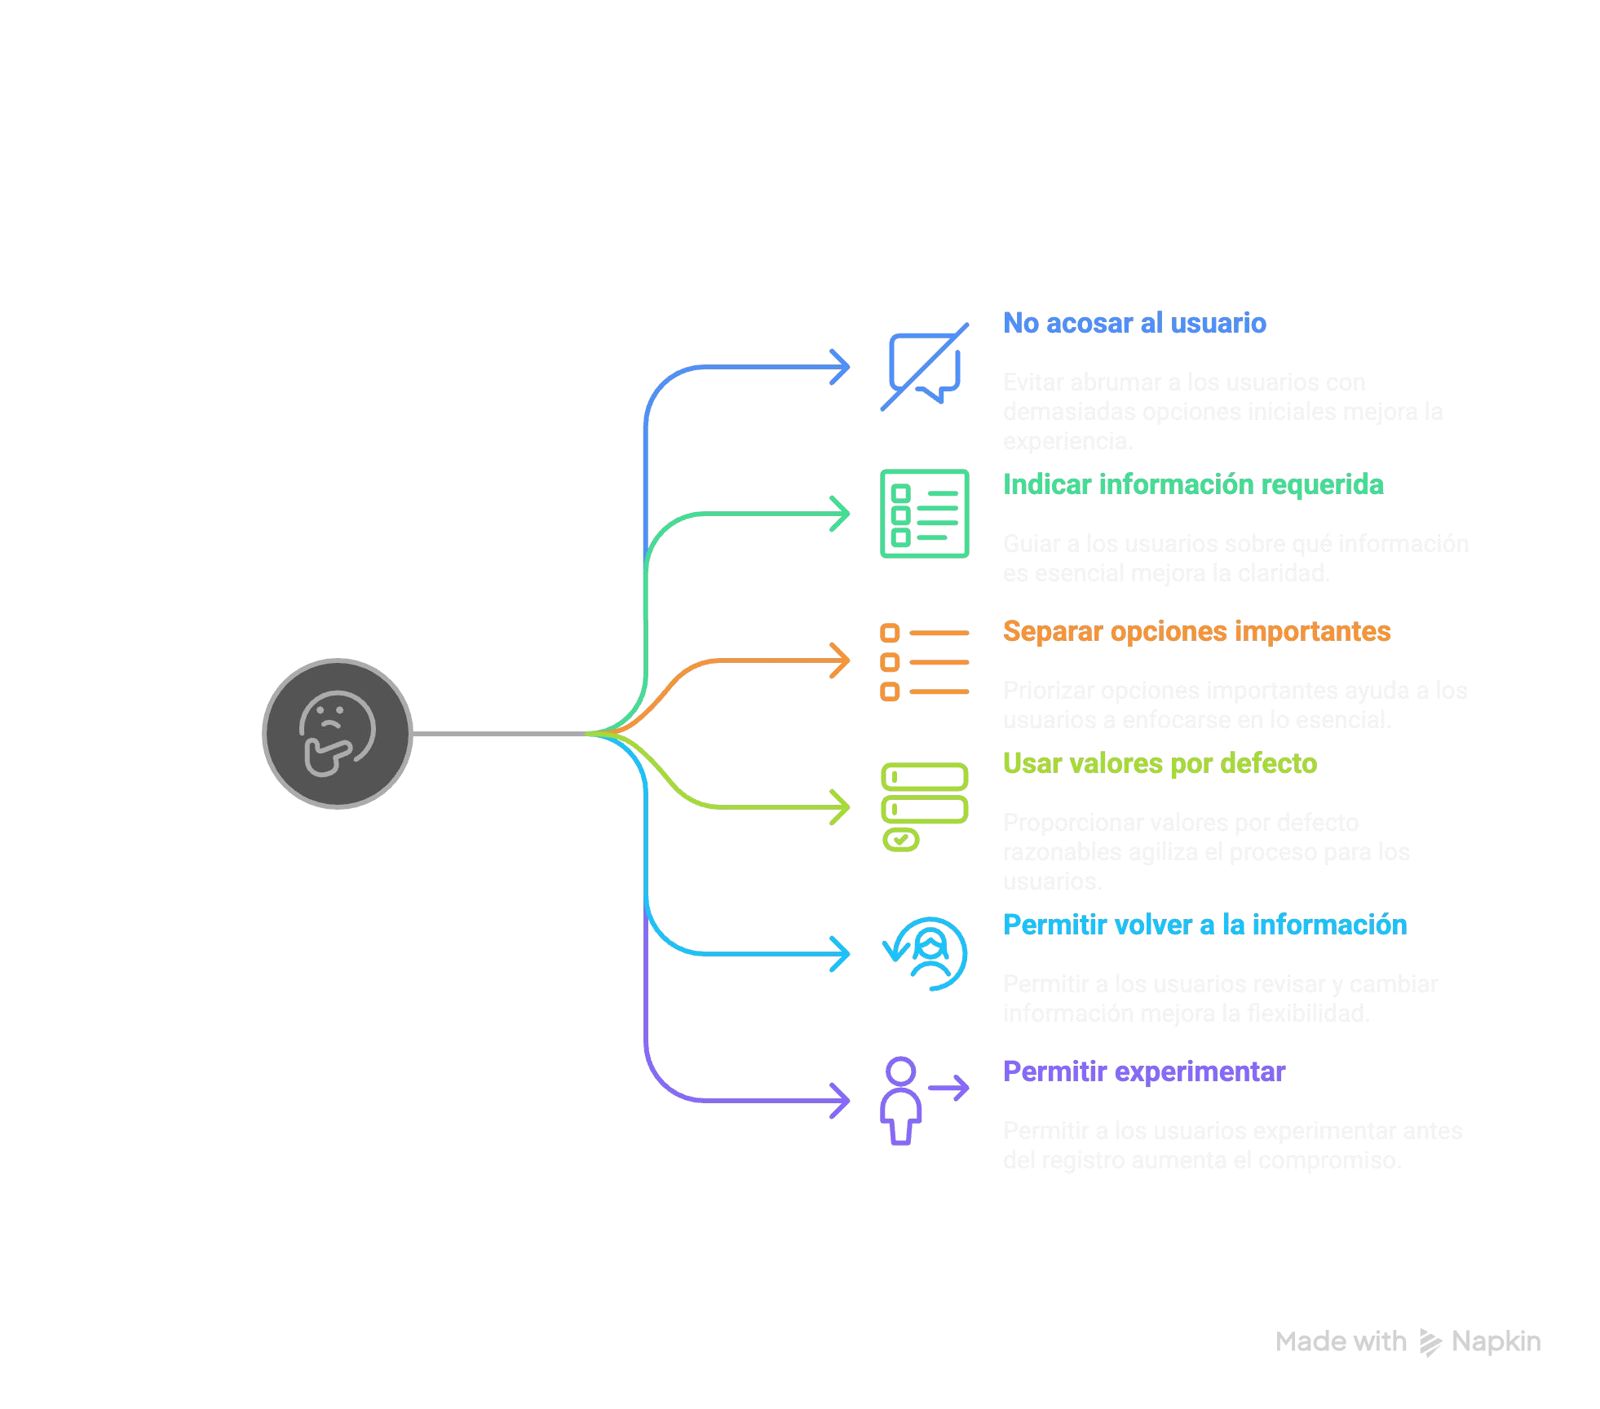 No acosar al usuario
Evitar abrumar a los usuarios con
demasiadas opciones iniciales mejora la
experiencia.
Indicar información requerida
Guiar a los usuarios sobre qué información
es esencial mejora la claridad.
Separar opciones importantes
Priorizar opciones importantes ayuda a los
usuarios a enfocarse en lo esencial.
Usar valores por defecto
Proporcionar valores por defecto
razonables agiliza el proceso para los
usuarios.
Permitir volver a la información
Permitir a los usuarios revisar y cambiar
información mejora la flexibilidad.
Permitir experimentar
Permitir a los usuarios experimentar antes
del registro aumenta el compromiso.
Made with Napkin